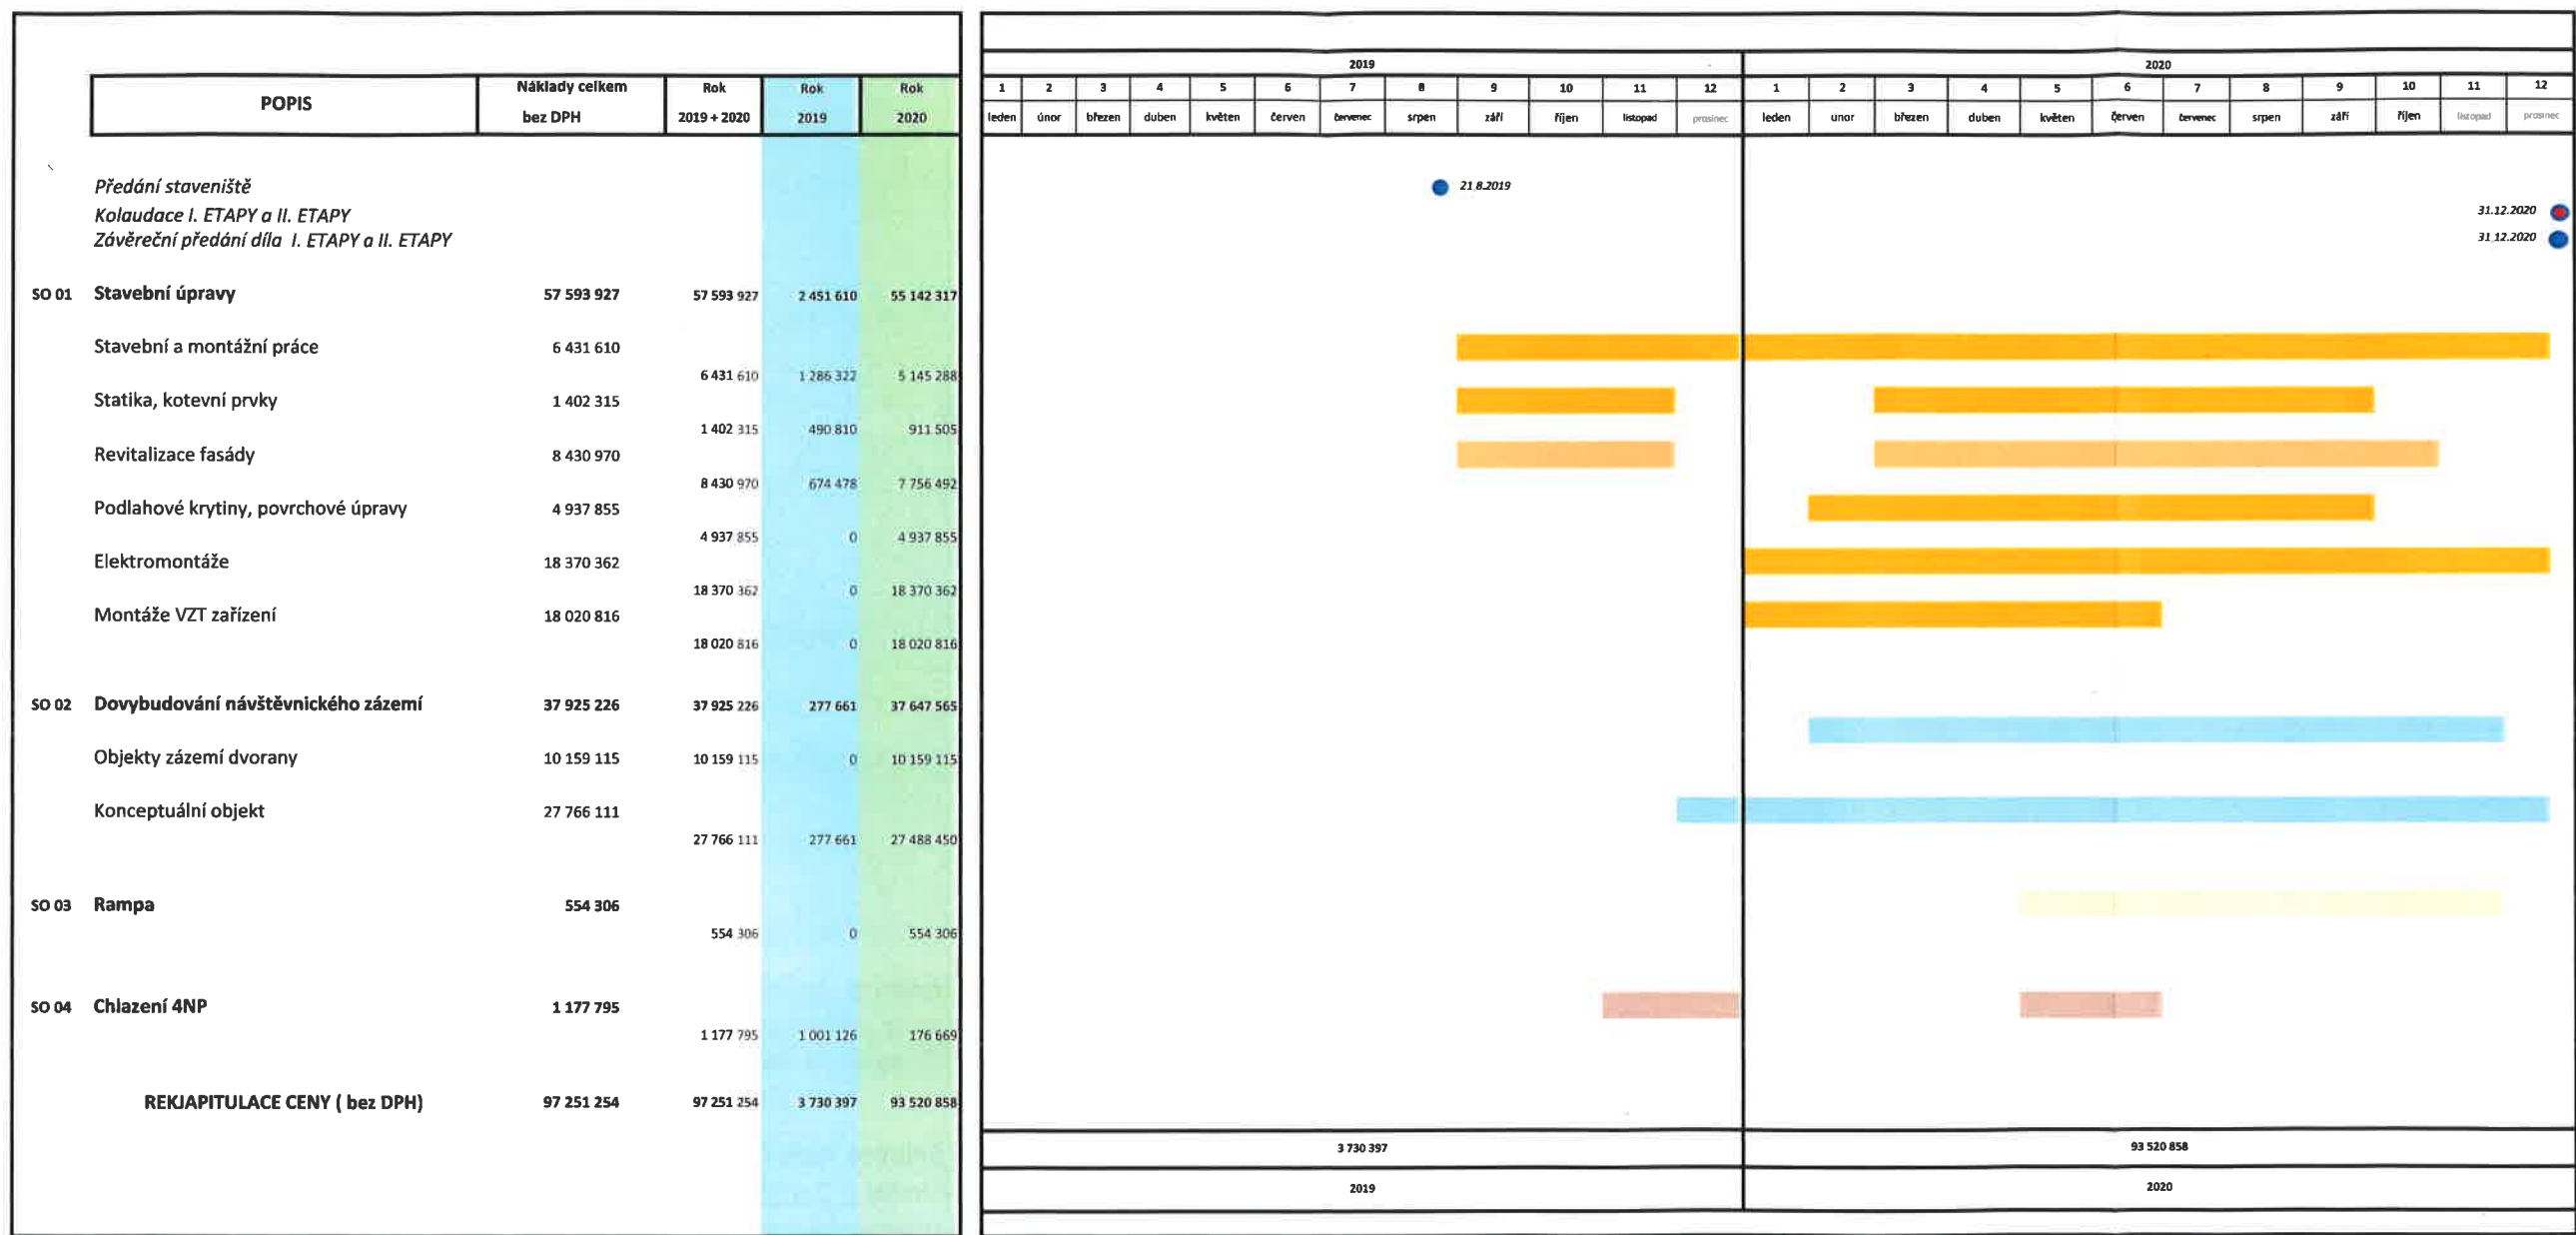 2019 2020
POPIS Náklady celkem bez DPH Rok 2019 + 2020 Rok 2019 Rok 2020
1 2 3 4 5 6 7 8 9 10 11 12 1 2 3 4 5 6 7 8 9 10 11 12
leden únor březen duben květen červen červenec srpen září říjen listopad prosinec leden unor březen duben květen červen červenec srpen září říjen listopad prosinec
Předání staveniště 21.8.2019
Kolaudace I. ETAPY a II. ETAPY 31.12.2020
Závěreční předání díla I. ETAPY a II. ETAPY 31.12.2020
SO 01 Stavební úpravy 57 593 927 57 593 927 2 451 610 55 142 317
Stavební a montážní práce 6 431 610
6 431 610 1 286 322 5 145 288
Statika, kotevní prvky 1 402 315
1 402 315 490 810 911 505
Revitalizace fasády 8 430 970
8 430 970 674 478 7 756 492
Podlahové krytiny, povrchové úpravy 4 937 855
4 937 855 0 4 937 855
Elektromontáže 18 370 362
18 370 362 0 18 370 362
Montáže VZT zařízení 18 020 816
18 020 816 0 18 020 816
SO 02 Dovybudování návštěvnického zázemí 37 925 226 37 925 226 277 661 37 647 565
Objekty zázemí dvorany 10 159 115 10 159 115 0 10 159 115
Konceptuální objekt 27 766 111
27 766 111 277 661 27 488 450
SO 03 Rampa 554 306
554 306 0 554 306
SO 04 Chlazení 4NP 1 177 795
1 177 795 1 001 126 176 669
REKJAPITULACE CENY ( bez DPH) 97 251 254 97 251 254 3 730 397 93 520 858
3 730 397 93 520 858
2019 2020